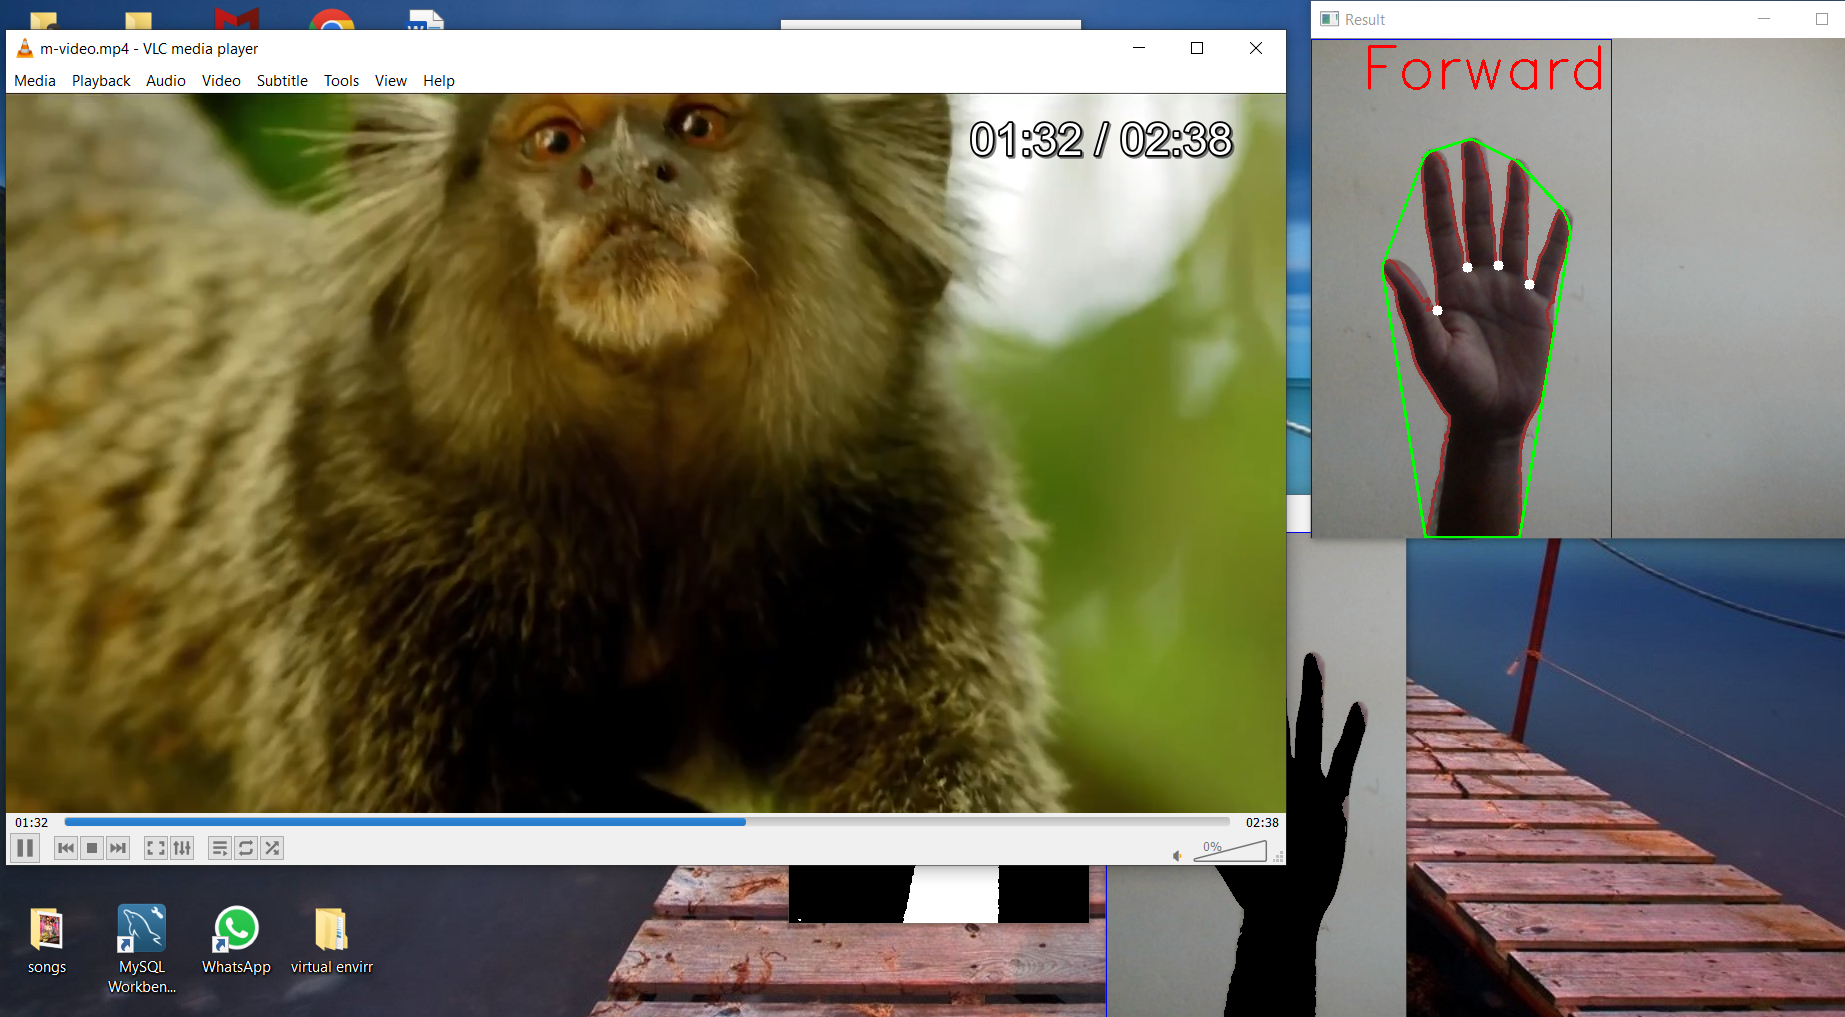 m-video.mp4 - VLC media player
Media Playback Audio Video Subtitle Tools View Help
01:32 / 02:38
01:32
02:38
0%
Result
Forward
songs
MySQL
Workben...
WhatsApp
virtual envirr